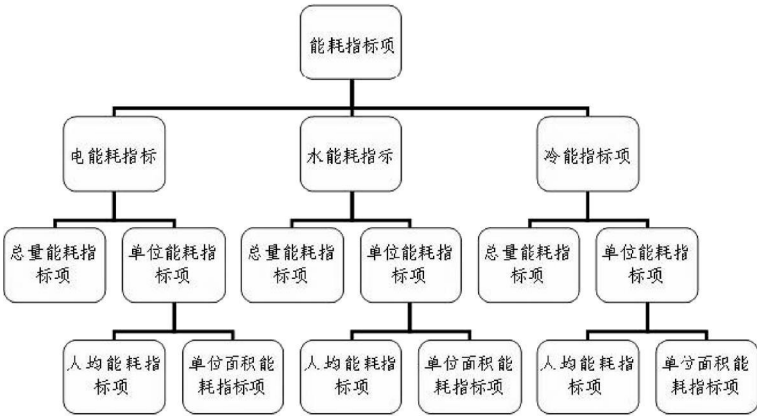 能耗指标项
电能耗指标
水能耗指标
冷能指标项
总量能耗指
标项
单位能耗指
标项
总量能耗指
标项
单位能耗指
标项
总量能耗指
标项
单位能耗指
标项
人均能耗指
标项
单位面积能
耗指标项
人均能耗指
标项
单位面积能
耗指标项
人均能耗指
标项
单位面积能
耗指标项